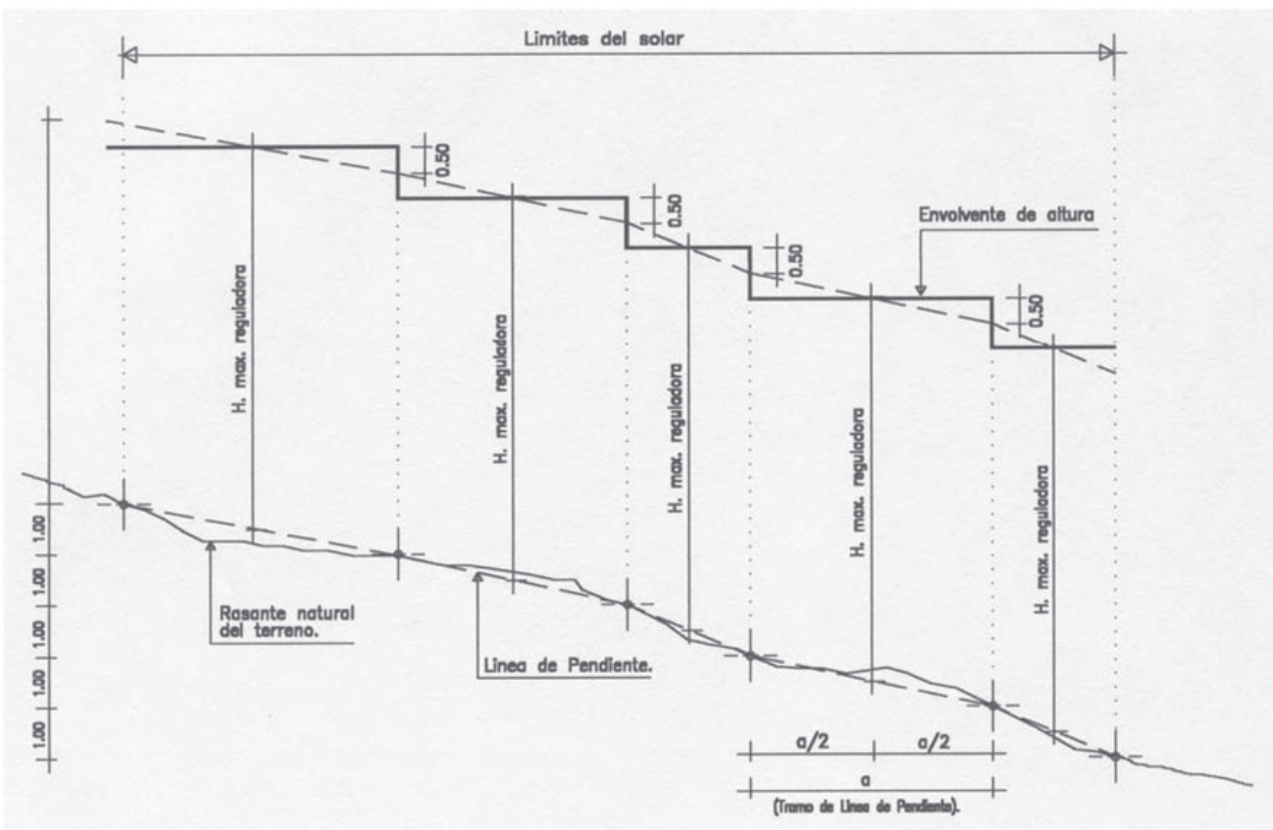 Limites del solar
0.50
0.50
0.50
0.50
Envolvente de altura
H. max. reguladora
H. max. reguladora
H. max. reguladora
H. max. reguladora
H. max. reguladora
1.00
1.00
1.00
1.00
1.00
Rasante natural
del terreno.
Linea de Pendiente.
a/2
a/2
a
(Tramo de Linea de Pendiente).